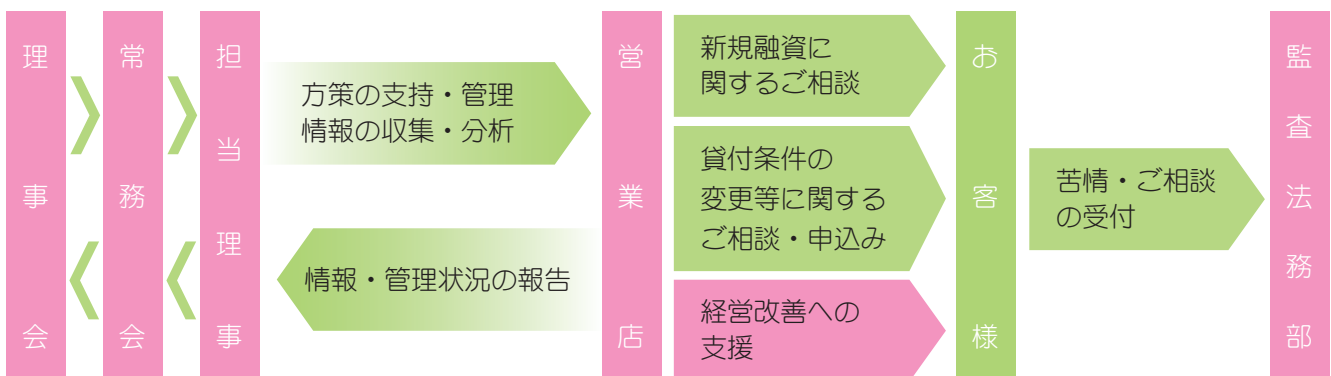 理事会
常務会
担当理事
方策の支持・管理
情報の収集・分析
情報・管理状況の報告
営業店
新規融資に
関するご相談
貸付条件の
変更等に関する
ご相談・申込み
経営改善への
支援
お客様
苦情・ご相談
の受付
監査法務部